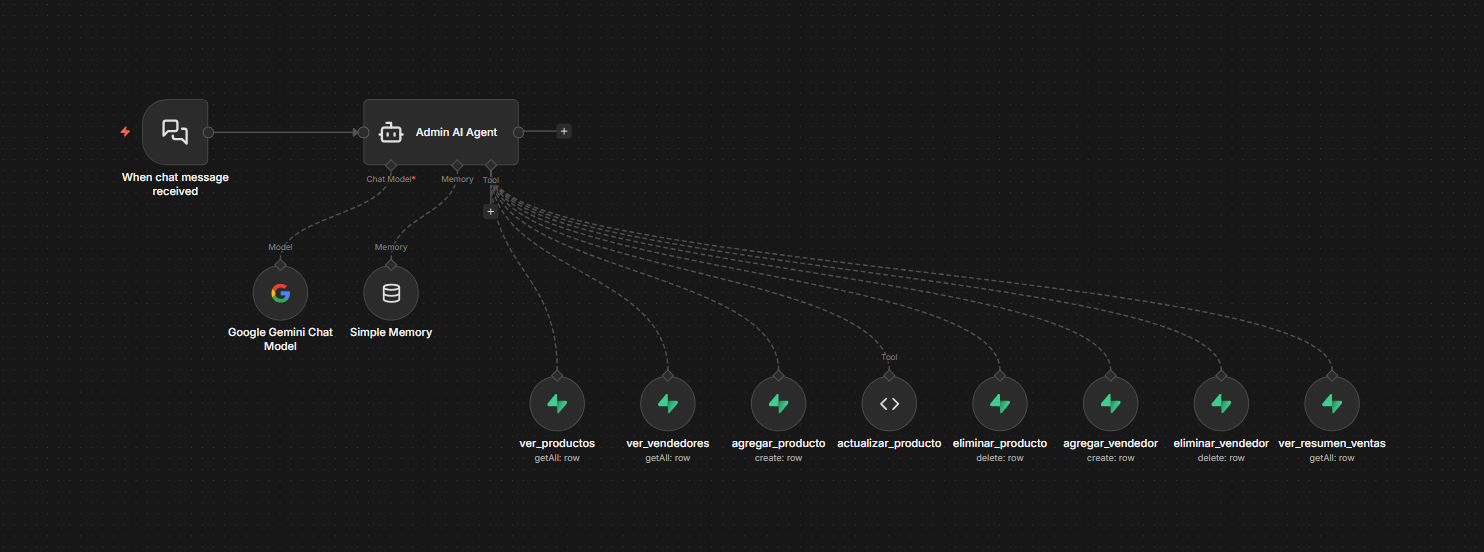 Admin AI Agent
When chat message
received
Chat Model*
Memory
Tool
Model
Memory
Google Gemini Chat
Model
Simple Memory
Tool
ver_productos
getAll: row
ver_vendedores
getAll: row
agregar_producto
create: row
actualizar_producto
eliminar_producto
delete: row
agregar_vendedor
create: row
eliminar_vendedor
delete: row
ver_resumen_ventas
getAll: row